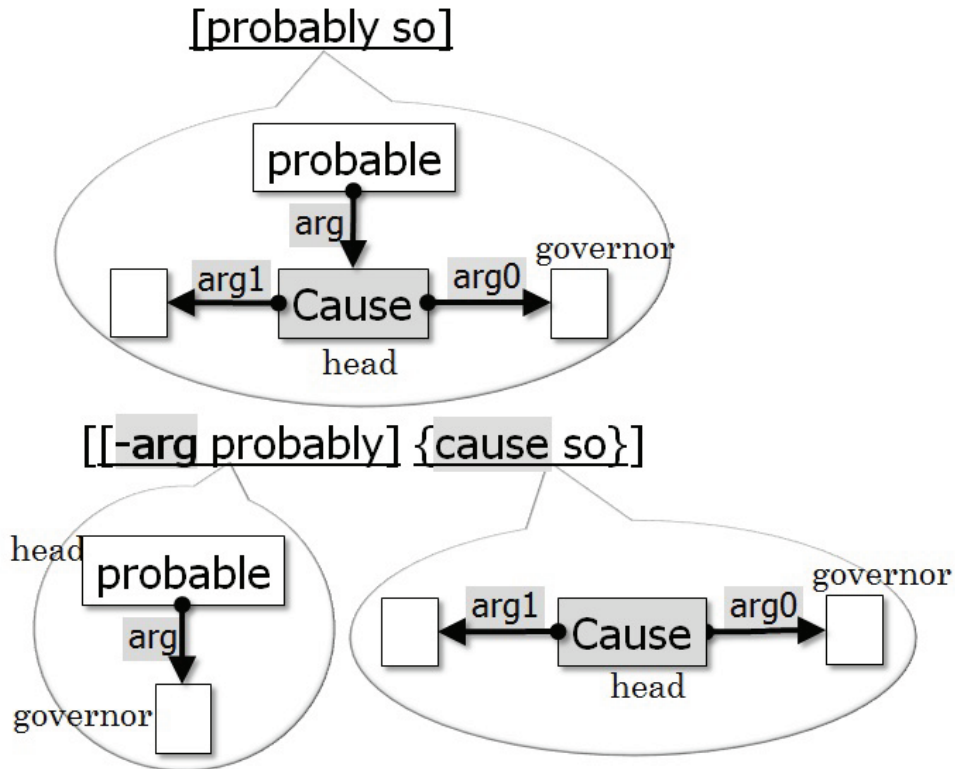 [probably so]
probable
arg
governor
arg1 Cause arg0
head
[[-arg probably] {cause so}]
head
probable
arg
governor
governor
arg1 Cause arg0
head